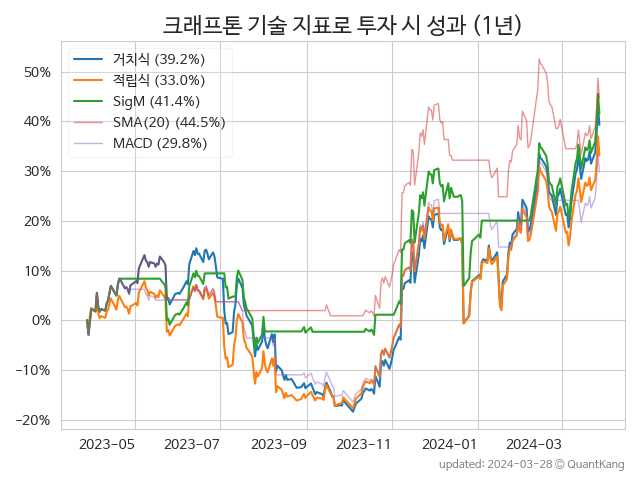 크래프톤 기술 지표로 투자 시 성과 (1년)
거치식 (39.2%)
적립식 (33.0%)
SigM (41.4%)
SMA(20) (44.5%)
MACD (29.8%)
50%
40%
30%
20%
10%
0%
−10%
−20%
2023-05 2023-07 2023-09 2023-11 2024-01 2024-03
updated: 2024-03-28 © QuantKang